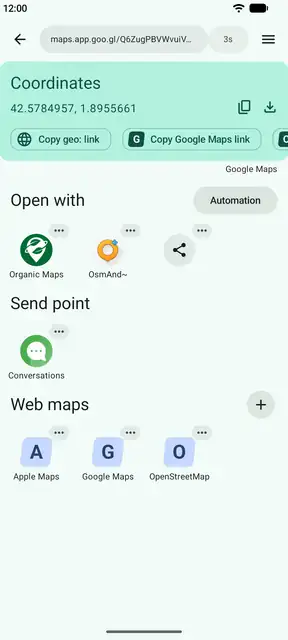 12:00
maps.app.goo.gl/Q6ZugPBVWvuiV...
3s
Coordinates
42.5784957, 1.8955661
Copy geo: link
G
Copy Google Maps link
Google Maps
Open with
Automation
Organic Maps
OsmAnd~
Send point
Conversations
Web maps
A
G
O
Apple Maps
Google Maps
OpenStreetMap